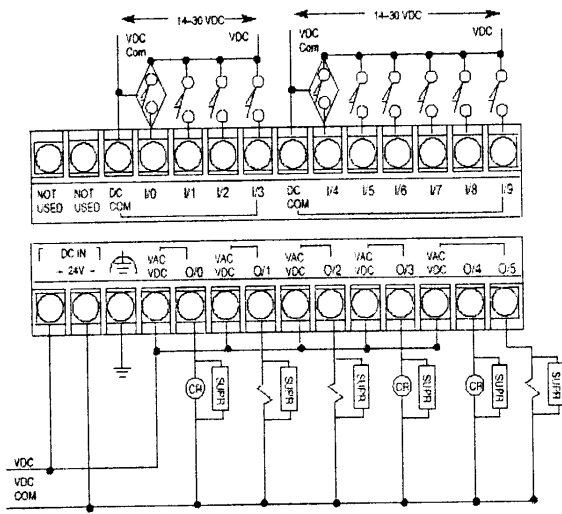 14–30 VDC 14–30 VDC
VDC Com VDC VDC Com VDC
NOT USED NOT USED DC COM I/0 I/1 I/2 I/3 DC COM I/4 I/5 I/6 I/7 I/8 I/9
DC IN
+ 24V -
VAC VDC O/0 VAC VDC O/1 VAC VDC O/2 VAC VDC O/3 VAC VDC O/4 O/5
CR SUPR SUPR SUPR CR SUPR CR SUPR SUPR
VDC
VDC COM